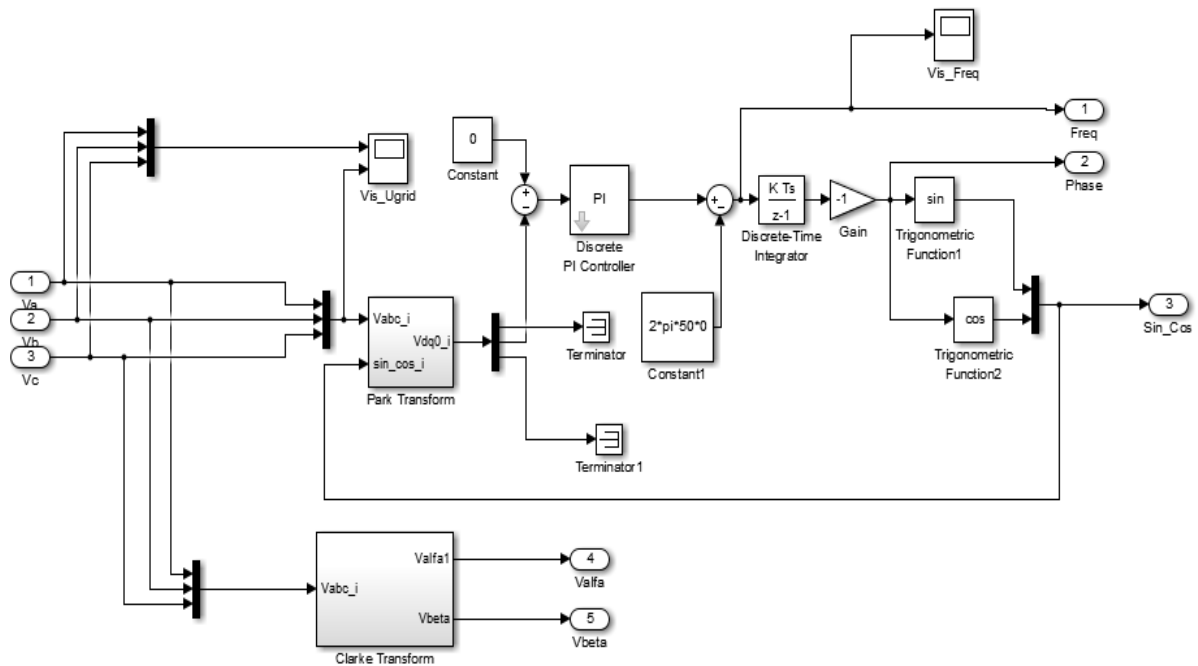 Vis_Freq
1
Freq
2
Phase
0
Constant
+
−
PI
Discrete
PI Controller
+
−
K Ts
z-1
Discrete-Time
Integrator
-1
Gain
sin
Trigonometric
Function1
cos
Trigonometric
Function2
3
Sin_Cos
Vis_Ugrid
1
Va
2
Vb
3
Vc
Vabc_i
Vdq0_i
sin_cos_i
Park Transform
Terminator
Terminator1
2*pi*50*0
Constant1
Vabc_i
Valfa1
Vbeta
Clarke Transform
4
Valfa
5
Vbeta